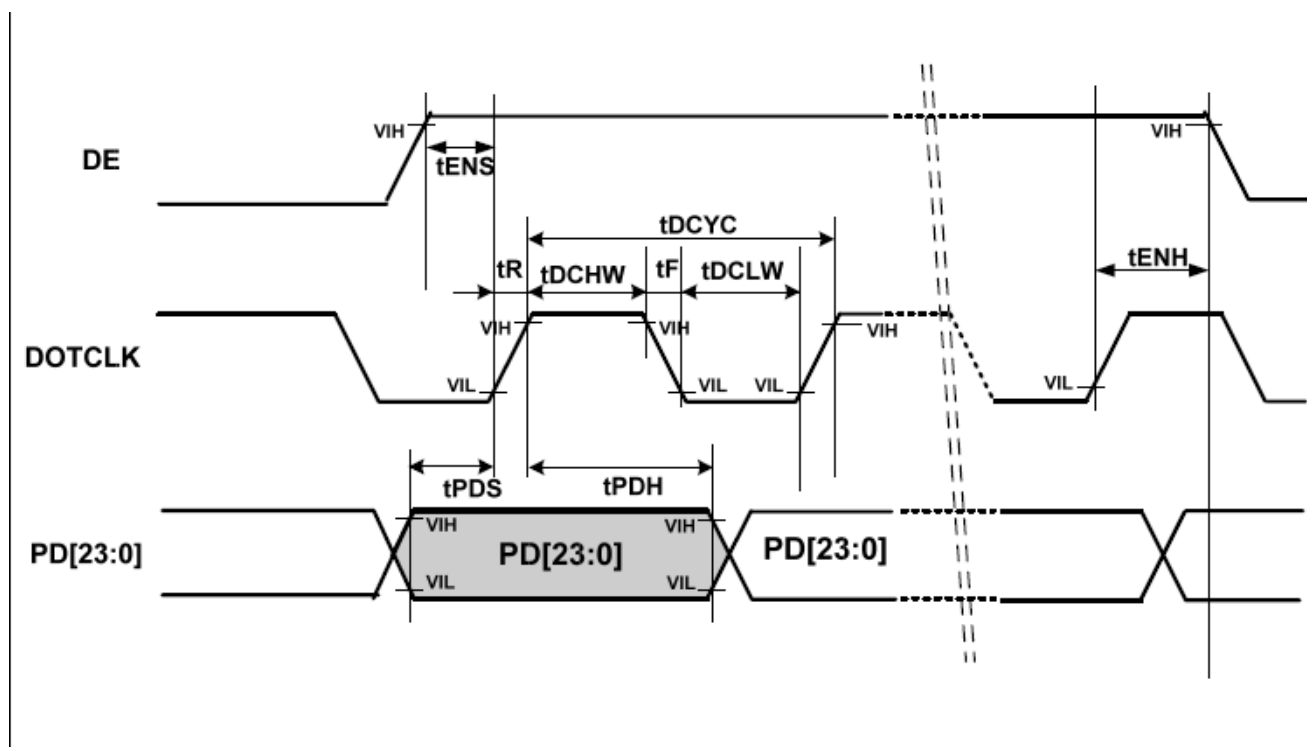 VIH
VIH
DE
tENS
tDCYC
tENH
tR
tDCHW
tF
tDCLW
VIH
VIH
VIH
DOTCLK
VIL
VIL
VIL
VIL
tPDS
tPDH
VIH
VIH
PD[23:0]
PD[23:0]
PD[23:0]
VIL
VIL